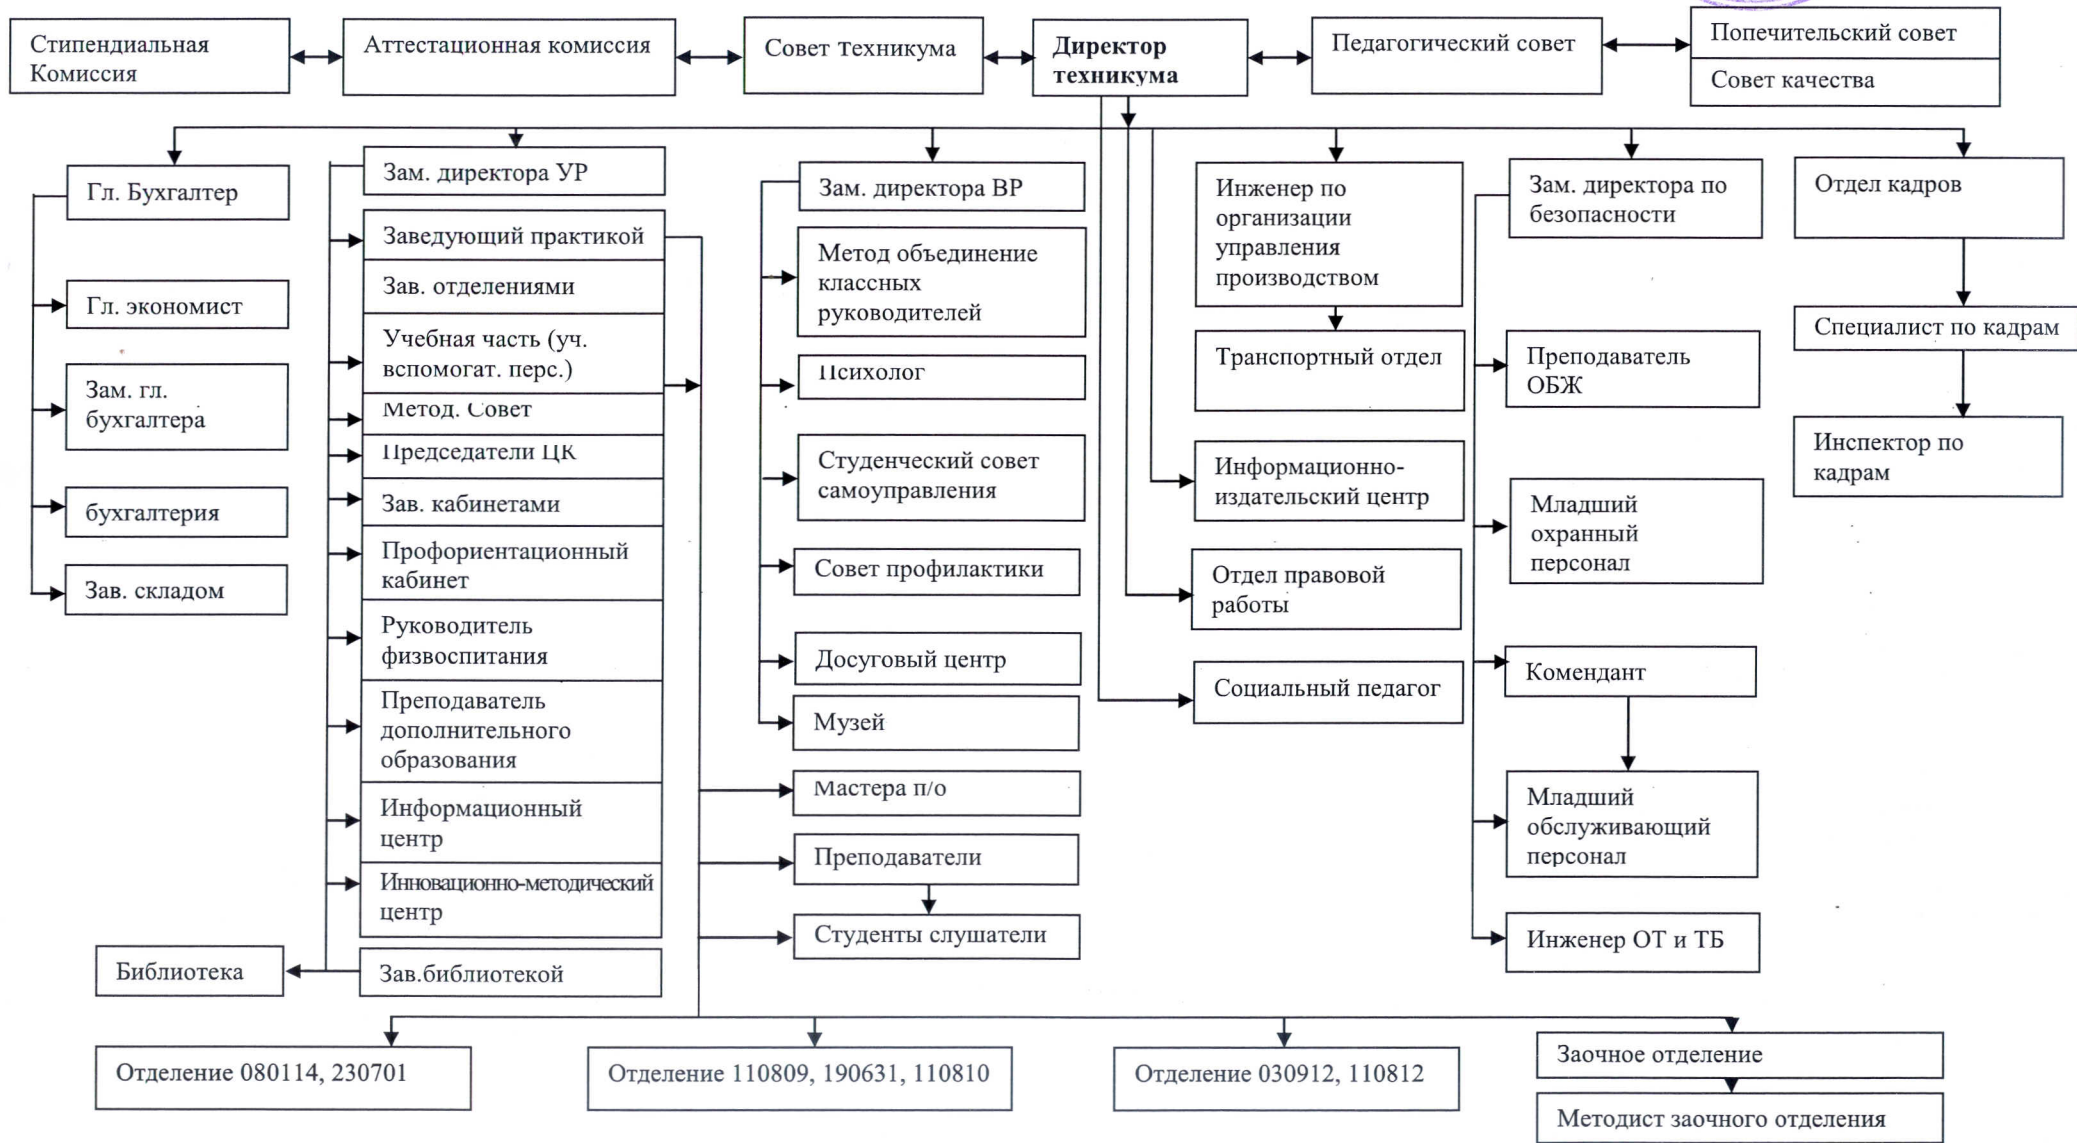 Стипендиальная
Комиссия
Аттестационная комиссия
Совет техникума
Директор
техникума
Педагогический совет
Попечительский совет
Совет качества
Гл. Бухгалтер
Гл. экономист
Зам. гл.
бухгалтера
бухгалтерия
Зав. складом
Зам. директора УР
Заведующий практикой
Зав. отделениями
Учебная часть (уч.
вспомогат. перс.)
Метод. Совет
Председатели ЦК
Зав. кабинетами
Профориентационный
кабинет
Руководитель
физвоспитания
Преподаватель
дополнительного
образования
Информационный
центр
Инновационно-методический
центр
Зав.библиотекой
Библиотека
Зам. директора ВР
Метод объединение
классных
руководителей
Психолог
Студенческий совет
самоуправления
Совет профилактики
Досуговый центр
Музей
Мастера п/о
Преподаватели
Студенты слушатели
Инженер по
организации
управления
производством
Транспортный отдел
Информационно-
издательский центр
Отдел правовой
работы
Социальный педагог
Зам. директора по
безопасности
Преподаватель
ОБЖ
Младший
охранный
персонал
Комендант
Младший
обслуживающий
персонал
Инженер ОТ и ТБ
Отдел кадров
Специалист по кадрам
Инспектор по
кадрам
Отделение 080114, 230701
Отделение 110809, 190631, 110810
Отделение 030912, 110812
Заочное отделение
Методист заочного отделения